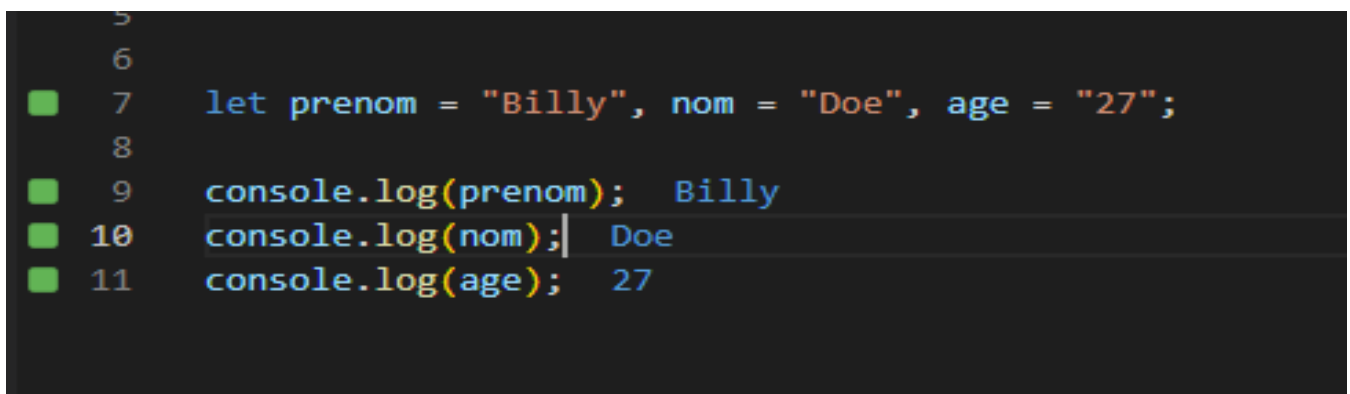 5
6
7 let prenom = "Billy", nom = "Doe", age = "27";
8
9 console.log(prenom); Billy
10 console.log(nom); Doe
11 console.log(age); 27